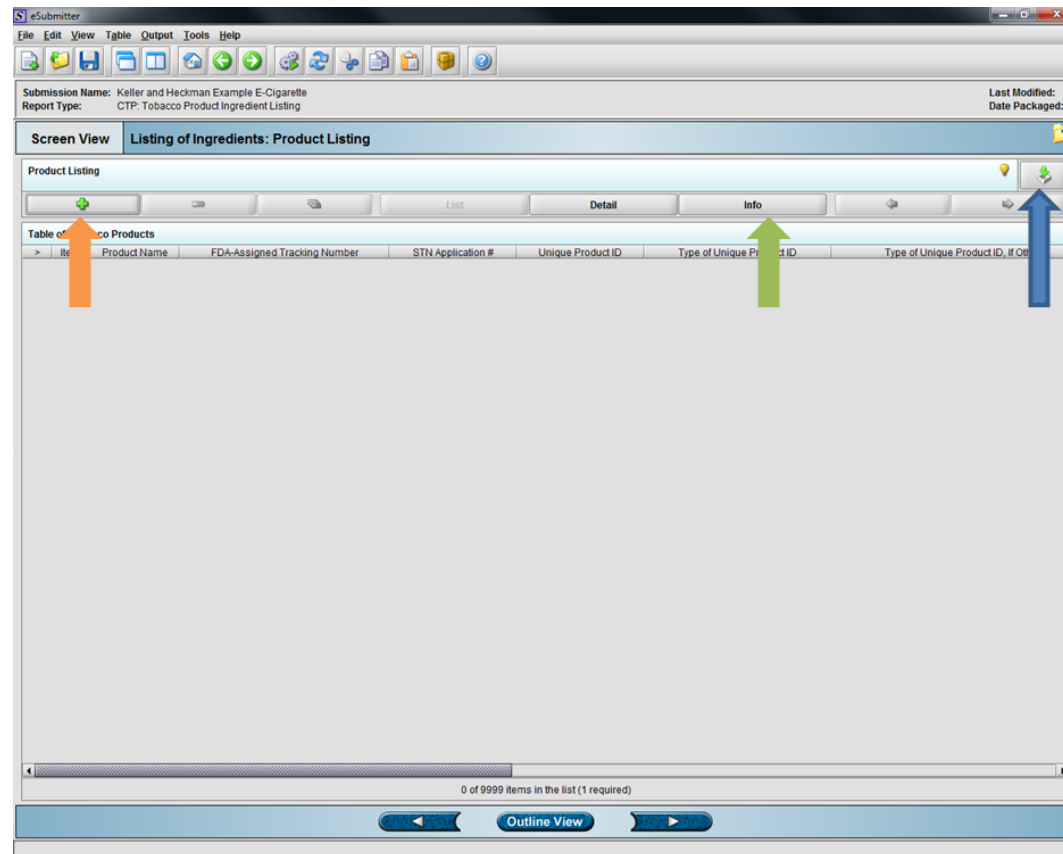 S eSubmitter
File Edit View Table Output Tools Help
Submission Name: Keller and Heckman Example E-Cigarette Last Modified:
Report Type: CTP: Tobacco Product Ingredient Listing Date Packaged:
Screen View Listing of Ingredients: Product Listing
Product Listing
List Detail Info
Table of co Products
> Ite Product Name FDA-Assigned Tracking Number STN Application # Unique Product ID Type of Unique Pr ct ID Type of Unique Product ID, If Oth
0 of 9999 items in the list (1 required)
Outline View